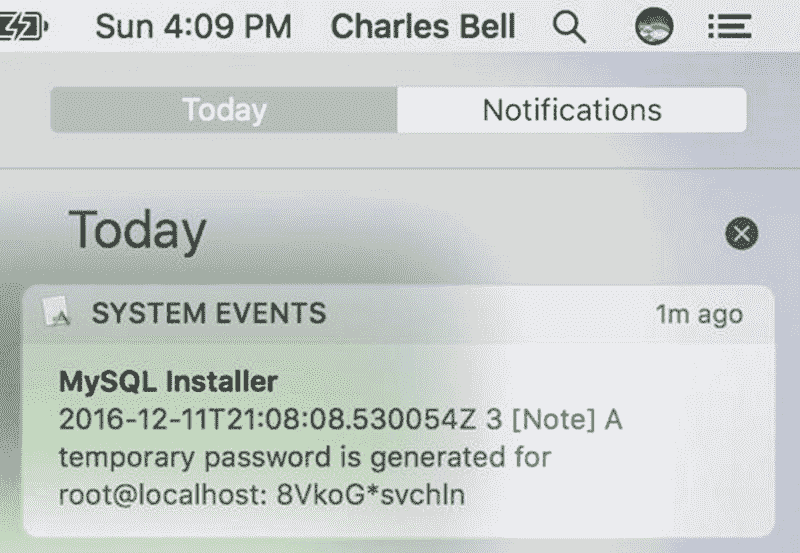 Sun 4:09 PM Charles Bell
Today Notifications
Today
SYSTEM EVENTS 1m ago
MySQL Installer
2016-12-11T21:08:08.530054Z 3 [Note] A
temporary password is generated for
root@localhost: 8VkoG*svchln